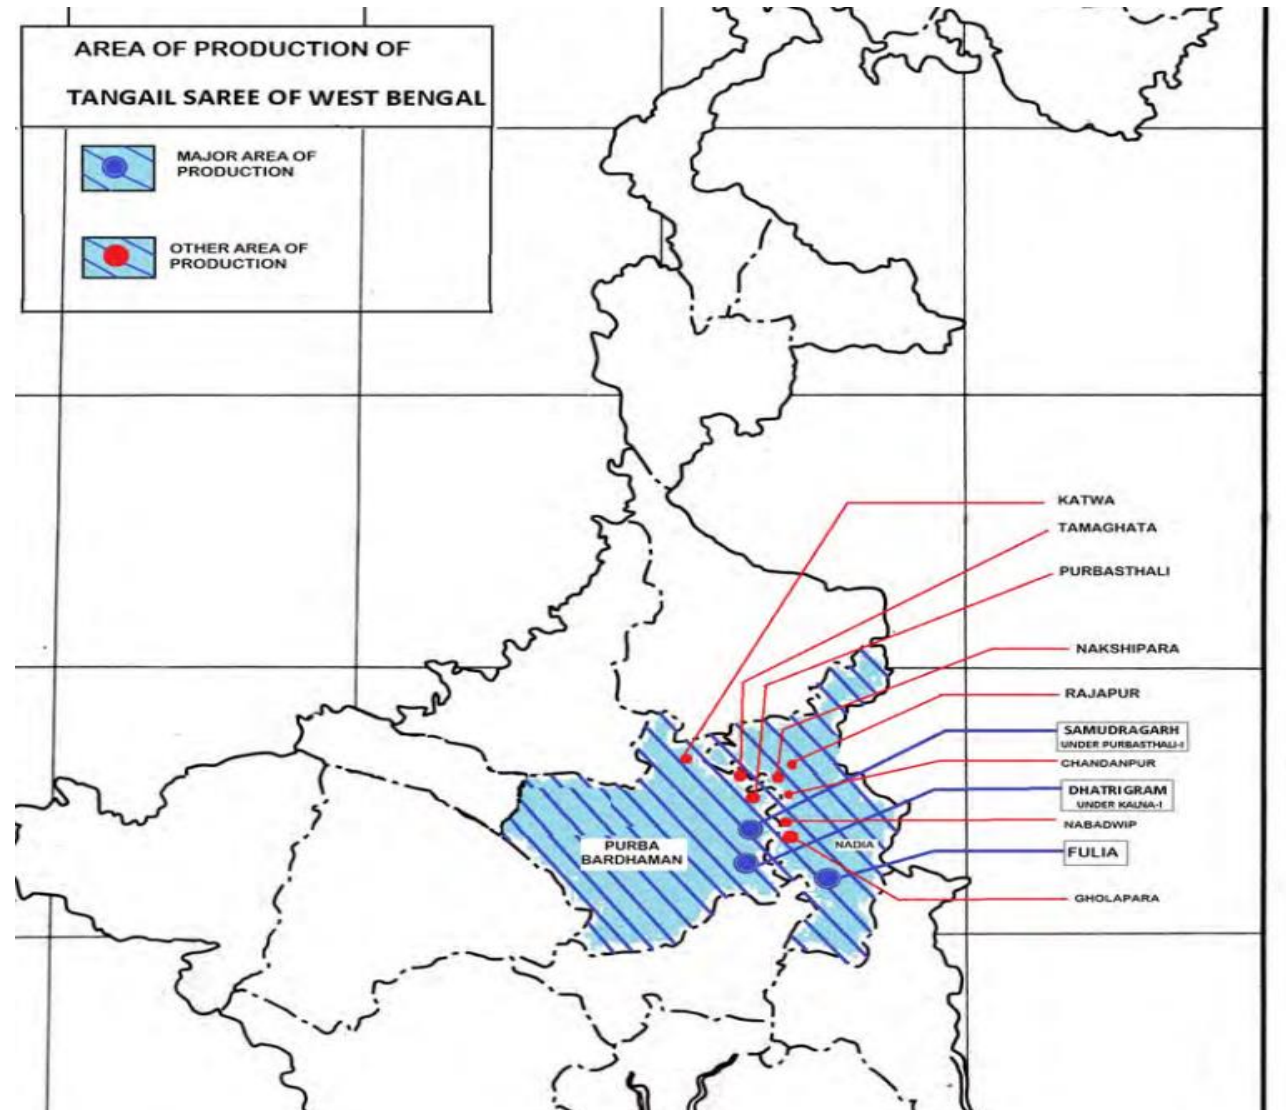 AREA OF PRODUCTION OF
TANGAIL SAREE OF WEST BENGAL
MAJOR AREA OF
PRODUCTION
OTHER AREA OF
PRODUCTION
KATWA
TAMAGHATA
PURBASTHALI
NAKSHIPARA
RAJAPUR
SAMUDRAGARH
UNDER PURBASTHALI-I
CHANDANPUR
DHATRIGRAM
UNDER KALNA-I
NABADWIP
FULIA
GHOLAPARA
PURBA
BARDHAMAN
NADIA